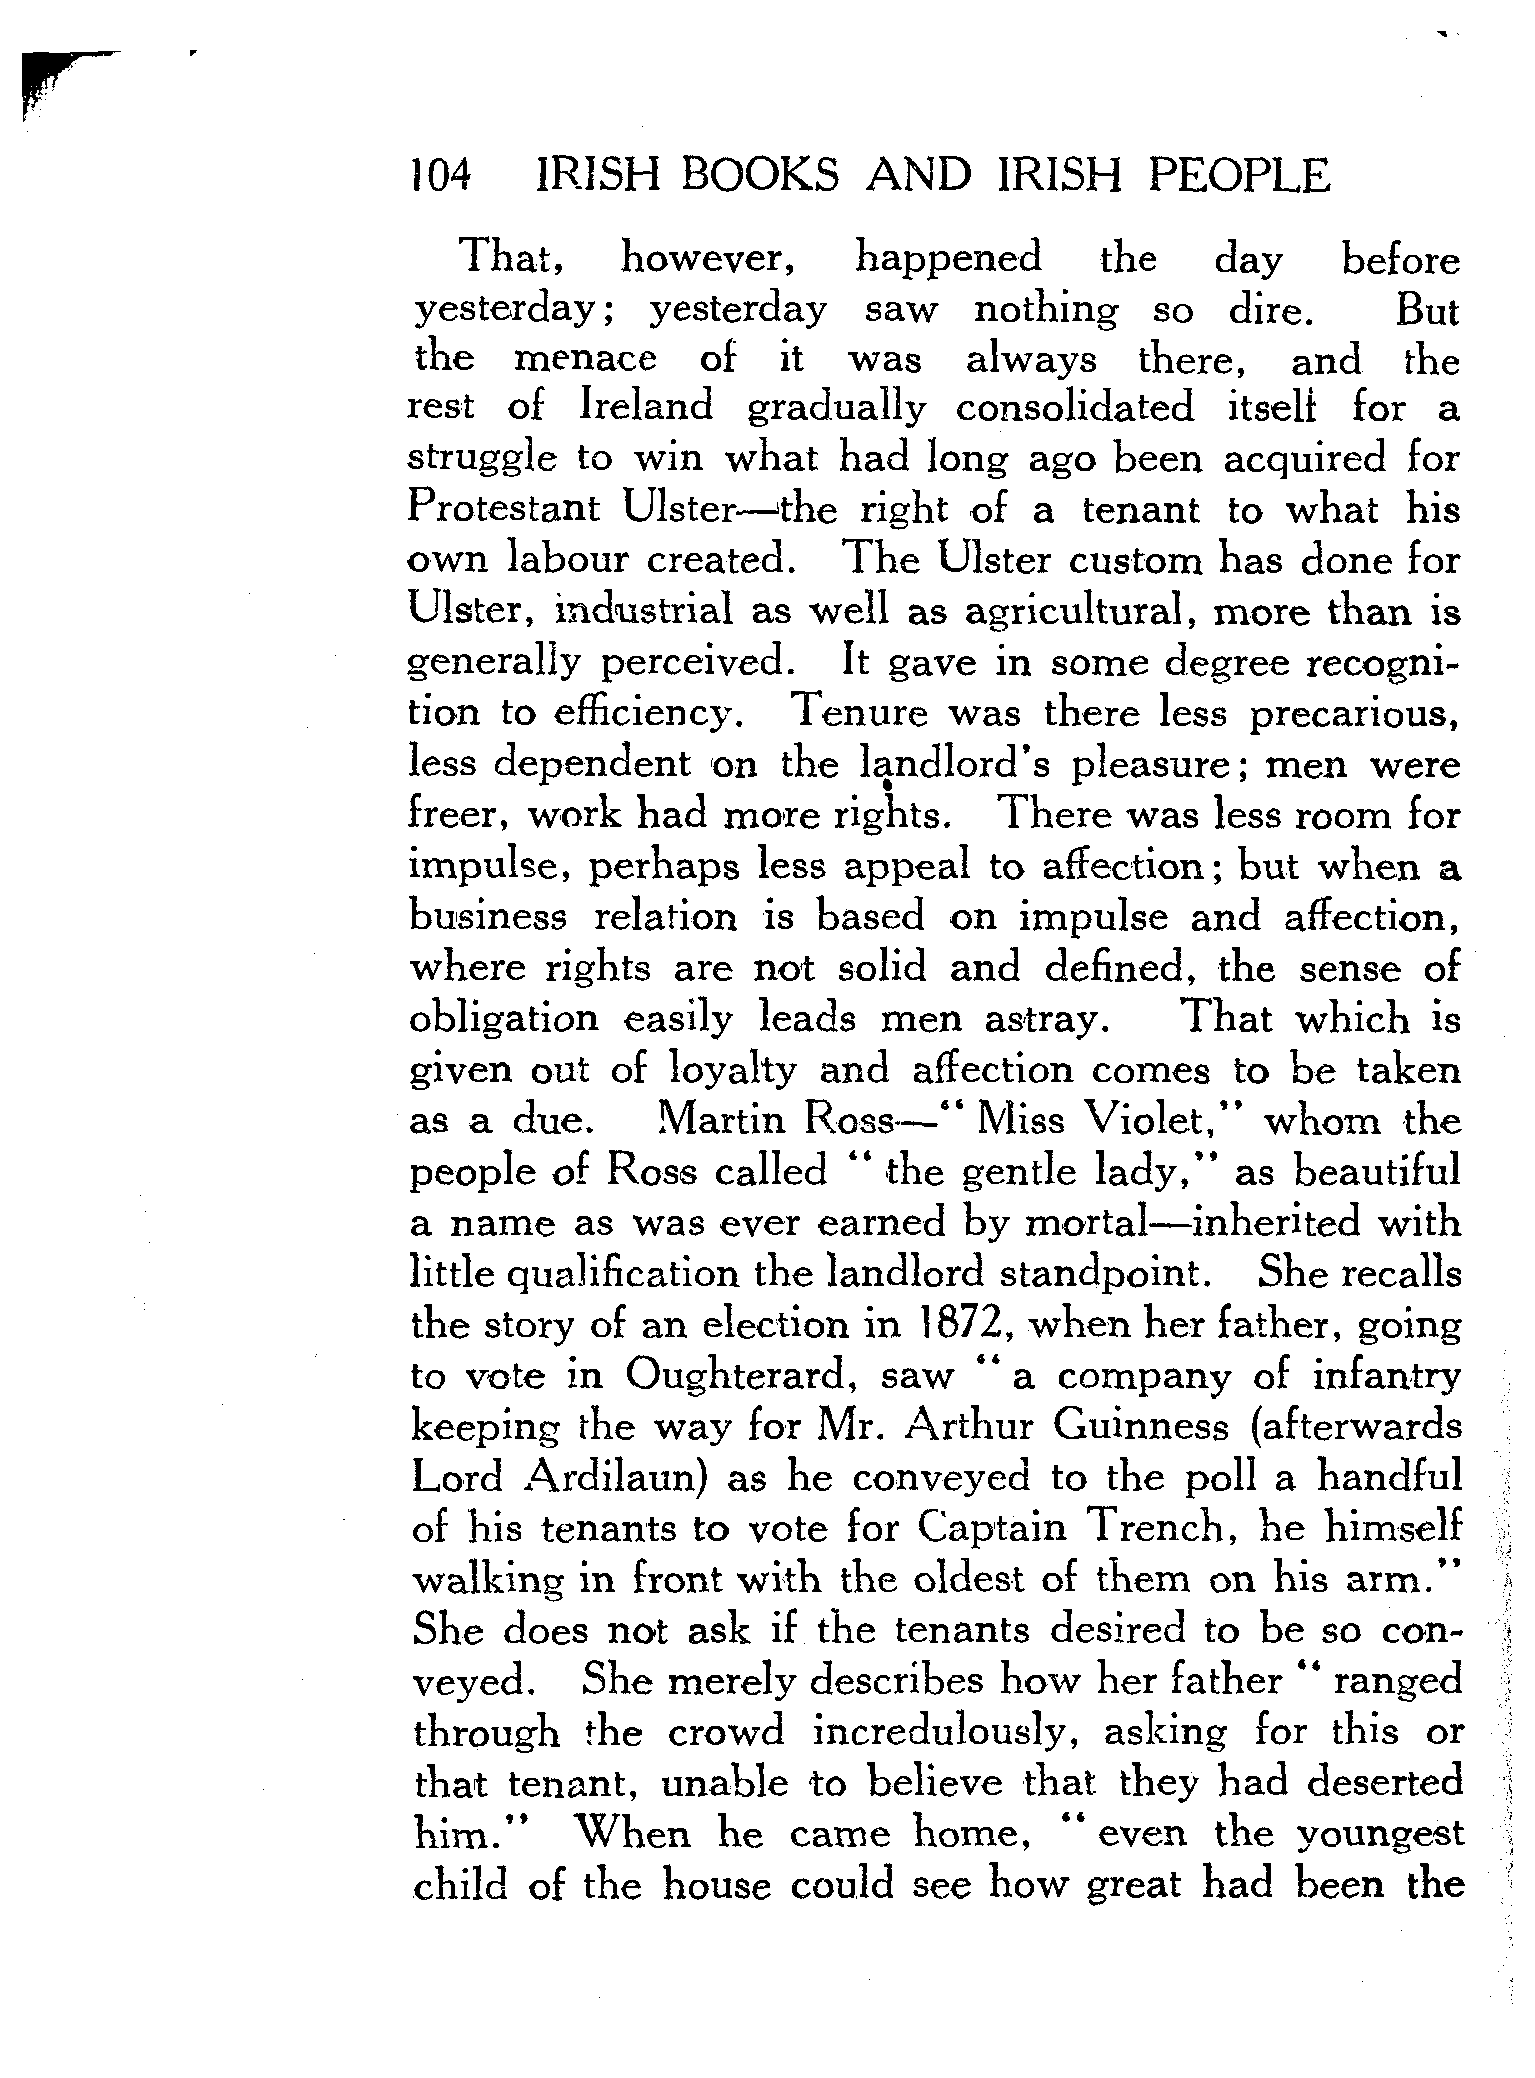 104 IRISH BOOKS AND IRISH PEOPLE
That, however, happened the day before
yesterday; yesterday saw nothing so dire. But
the menace of it was always there, and the
rest of Ireland gradually consolidated itself for a
struggle to win what had long ago been acquired for
Protestant Ulster—the right of a tenant to what his
own labour created. The Ulster custom has done for
Ulster, industrial as well as agricultural, more than is
generally perceived. It gave in some degree recogni-
tion to efficiency. Tenure was there less precarious,
less dependent on the landlord's pleasure; men were
freer, work had more rights. There was less room for
impulse, perhaps less appeal to affection; but when a
business relation is based on impulse and affection,
where rights are not solid and defined, the sense of
obligation easily leads men astray. That which is
given out of loyalty and affection comes to be taken
as a due. Martin Ross—"Miss Violet," whom the
people of Ross called "the gentle lady," as beautiful
a name as was ever earned by mortal—inherited with
little qualification the landlord standpoint. She recalls
the story of an election in 1872, when her father, going
to vote in Oughterard, saw "a company of infantry
keeping the way for Mr. Arthur Guinness (afterwards
Lord Ardilaun) as he conveyed to the poll a handful
of his tenants to vote for Captain Trench, he himself
walking in front with the oldest of them on his arm."
She does not ask if the tenants desired to be so con-
veyed. She merely describes how her father "ranged
through the crowd incredulously, asking for this or
that tenant, unable to believe that they had deserted
him." When he came home, "even the youngest
child of the house could see how great had been the